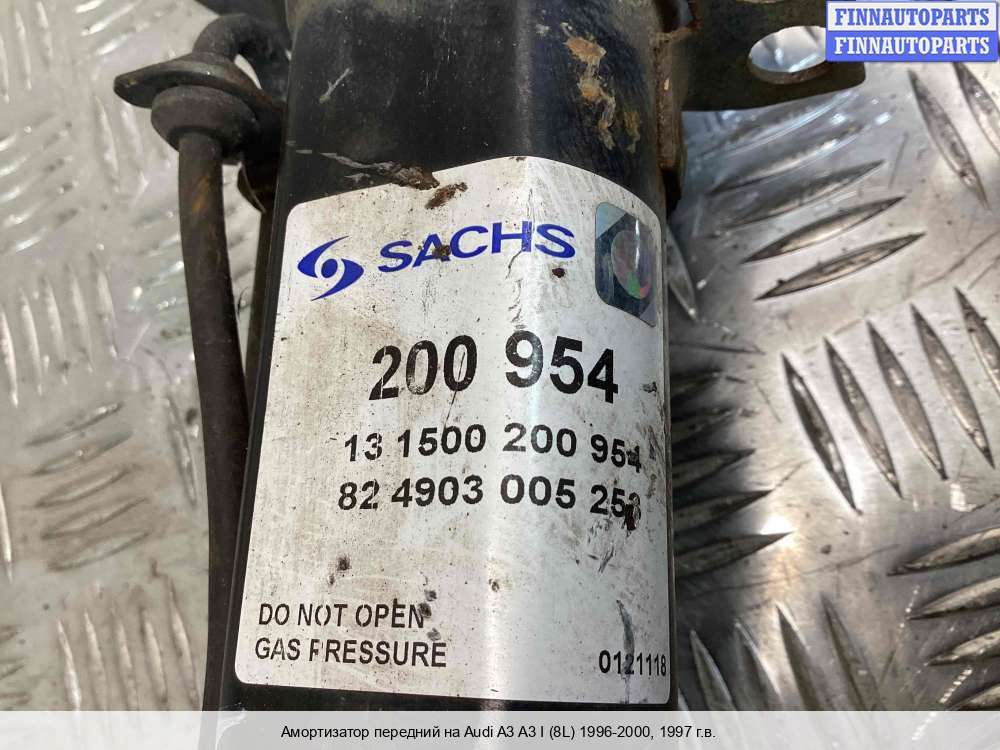 FINNAUTOPARTS
FINNAUTOPARTS
SACHS
200 954
13 1500 200 954
82 4903 005
DO NOT OPEN
GAS PRESSURE
0121118
Амортизатор передний на Audi A3 A3 I (8L) 1996-2000, 1997 г.в.